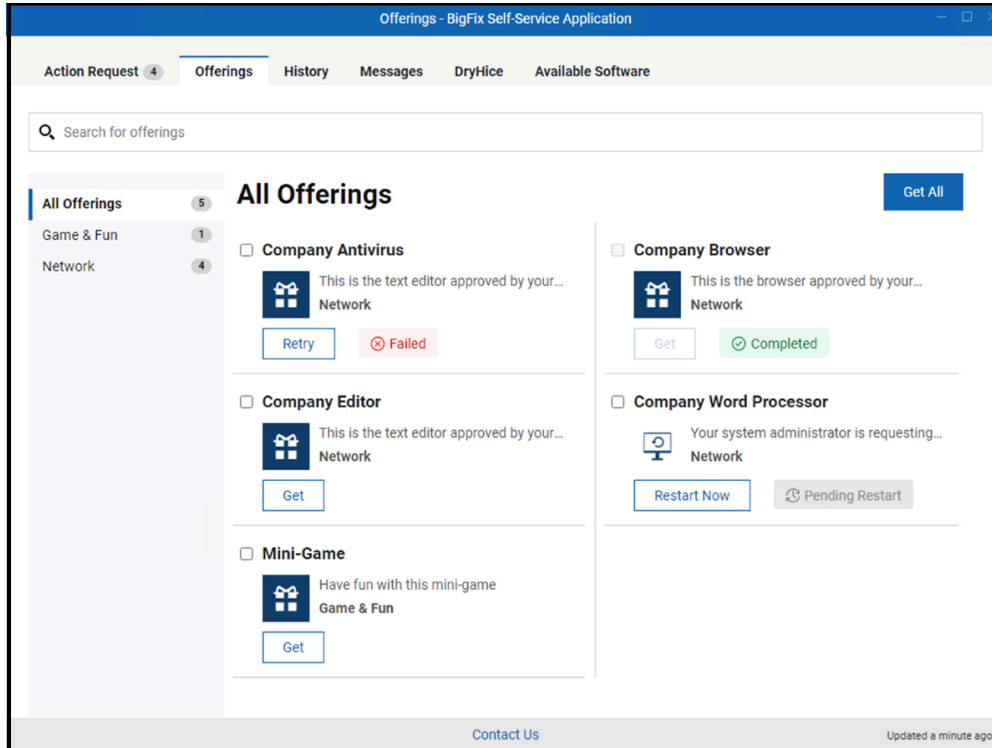 Offerings - BigFix Self-Service Application
Action Request 4 Offerings History Messages DryHice Available Software
Search for offerings
All Offerings 5
Game & Fun 1
Network 4
All Offerings
Get All
Company Antivirus
This is the text editor approved by your...
Network
Retry Failed
Company Browser
This is the browser approved by your...
Network
Get Completed
Company Editor
This is the text editor approved by your...
Network
Get
Company Word Processor
Your system administrator is requesting...
Network
Restart Now Pending Restart
Mini-Game
Have fun with this mini-game
Game & Fun
Get
Contact Us
Updated a minute ago